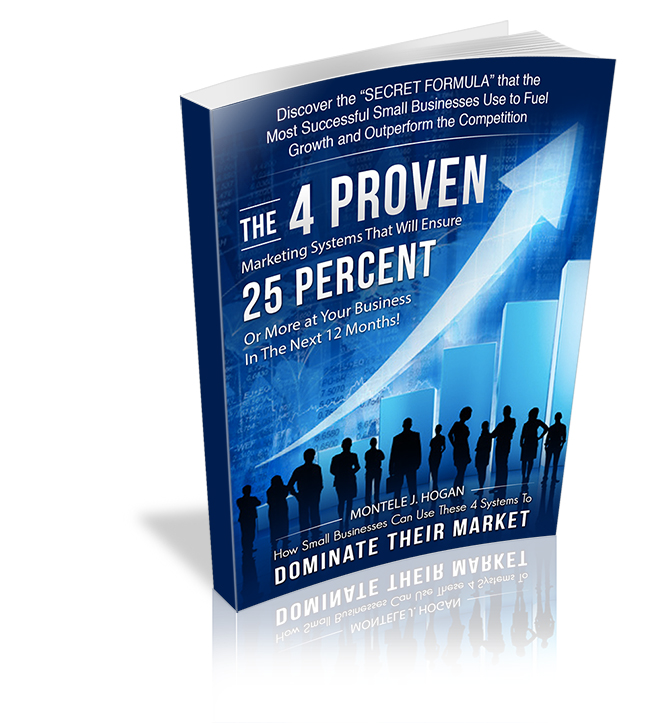 Discover the “SECRET FORMULA” that the
Most Successful Small Businesses Use to Fuel
Growth and Outperform the Competition
THE 4 PROVEN
Marketing Systems That Will Ensure
25 PERCENT
Or More at Your Business
In The Next 12 Months!
MONTELE J. HOGAN
How Small Businesses Can Use These 4 Systems To
DOMINATE THEIR MARKET